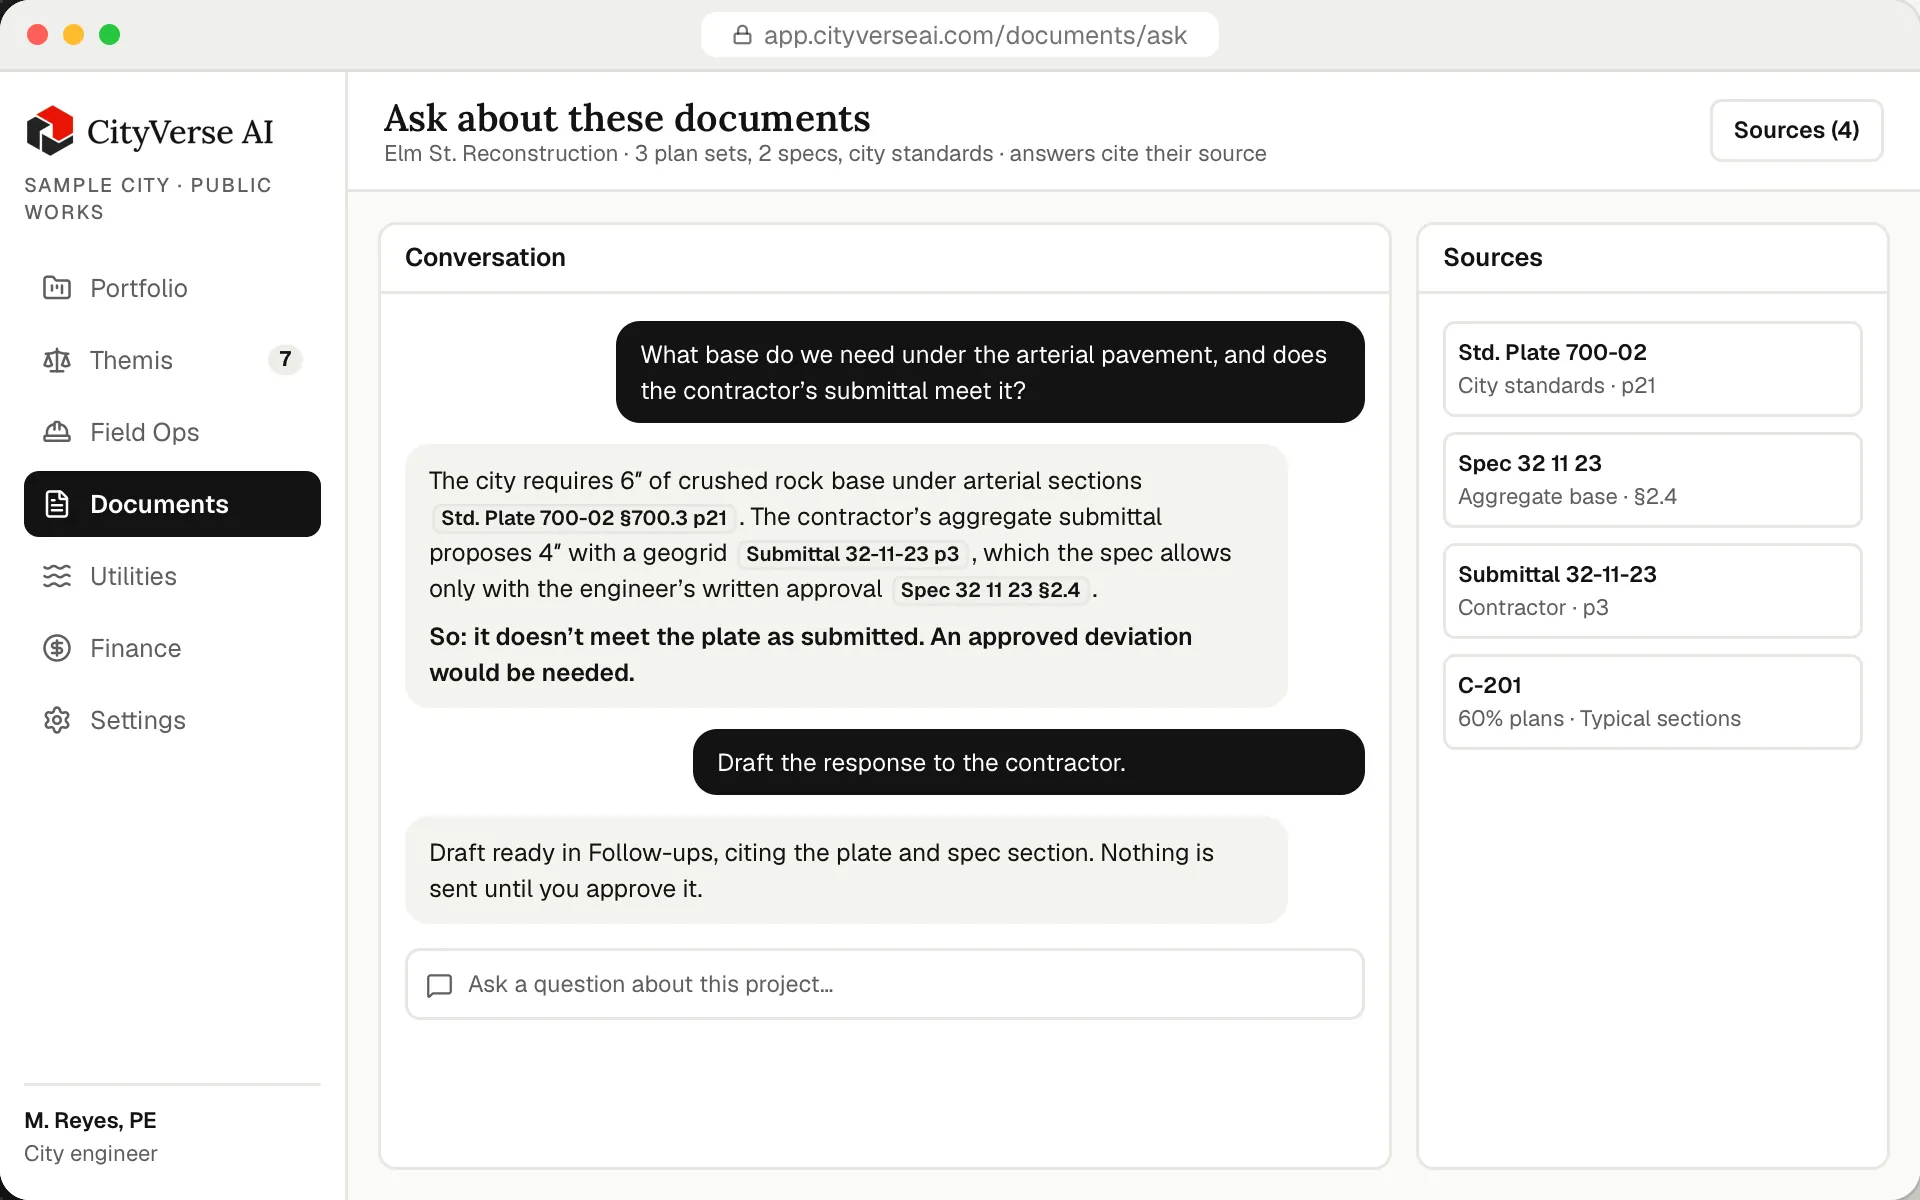 app.cityverseai.com/documents/ask
CityVerse AI
SAMPLE CITY · PUBLIC
WORKS
Portfolio
Themis 7
Field Ops
Documents
Utilities
Finance
Settings
M. Reyes, PE
City engineer
Ask about these documents
Elm St. Reconstruction · 3 plan sets, 2 specs, city standards · answers cite their source
Sources (4)
Conversation
What base do we need under the arterial pavement, and does
the contractor’s submittal meet it?
The city requires 6″ of crushed rock base under arterial sections
Std. Plate 700-02 §700.3 p21 . The contractor’s aggregate submittal
proposes 4″ with a geogrid Submittal 32-11-23 p3 , which the spec allows
only with the engineer’s written approval Spec 32 11 23 §2.4 .
So: it doesn’t meet the plate as submitted. An approved deviation
would be needed.
Draft the response to the contractor.
Draft ready in Follow-ups, citing the plate and spec section. Nothing is
sent until you approve it.
Ask a question about this project…
Sources
Std. Plate 700-02
City standards · p21
Spec 32 11 23
Aggregate base · §2.4
Submittal 32-11-23
Contractor · p3
C-201
60% plans · Typical sections